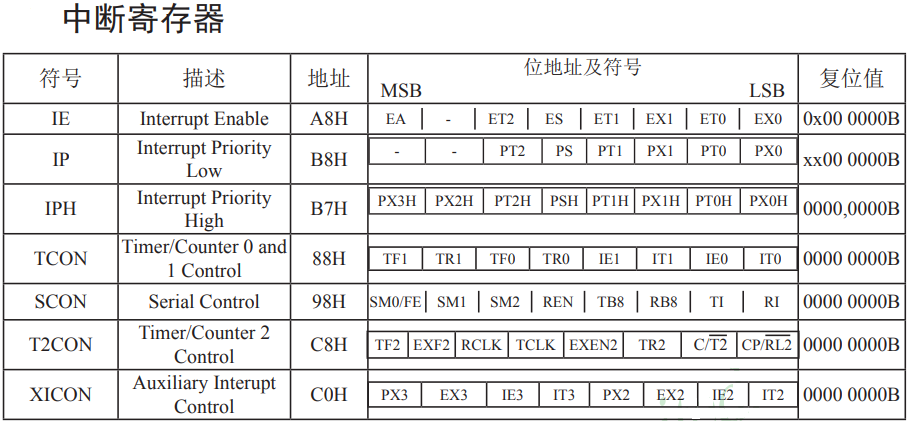 中断寄存器
符号 描述 地址 位地址及符号 复位值
MSB LSB
IE Interrupt Enable A8H EA - ET2 ES ET1 EX1 ET0 EX0 0x00 0000B
IP Interrupt Priority Low B8H - - PT2 PS PT1 PX1 PT0 PX0 xx00 0000B
IPH Interrupt Priority High B7H PX3H PX2H PT2H PSH PT1H PX1H PT0H PX0H 0000,0000B
TCON Timer/Counter 0 and 1 Control 88H TF1 TR1 TF0 TR0 IE1 IT1 IE0 IT0 0000 0000B
SCON Serial Control 98H SM0/FE SM1 SM2 REN TB8 RB8 TI RI 0000 0000B
T2CON Timer/Counter 2 Control C8H TF2 EXF2 RCLK TCLK EXEN2 TR2 C/T2 CP/RL2 0000 0000B
XICON Auxiliary Interupt Control C0H PX3 EX3 IE3 IT3 PX2 EX2 IE2 IT2 0000 0000B